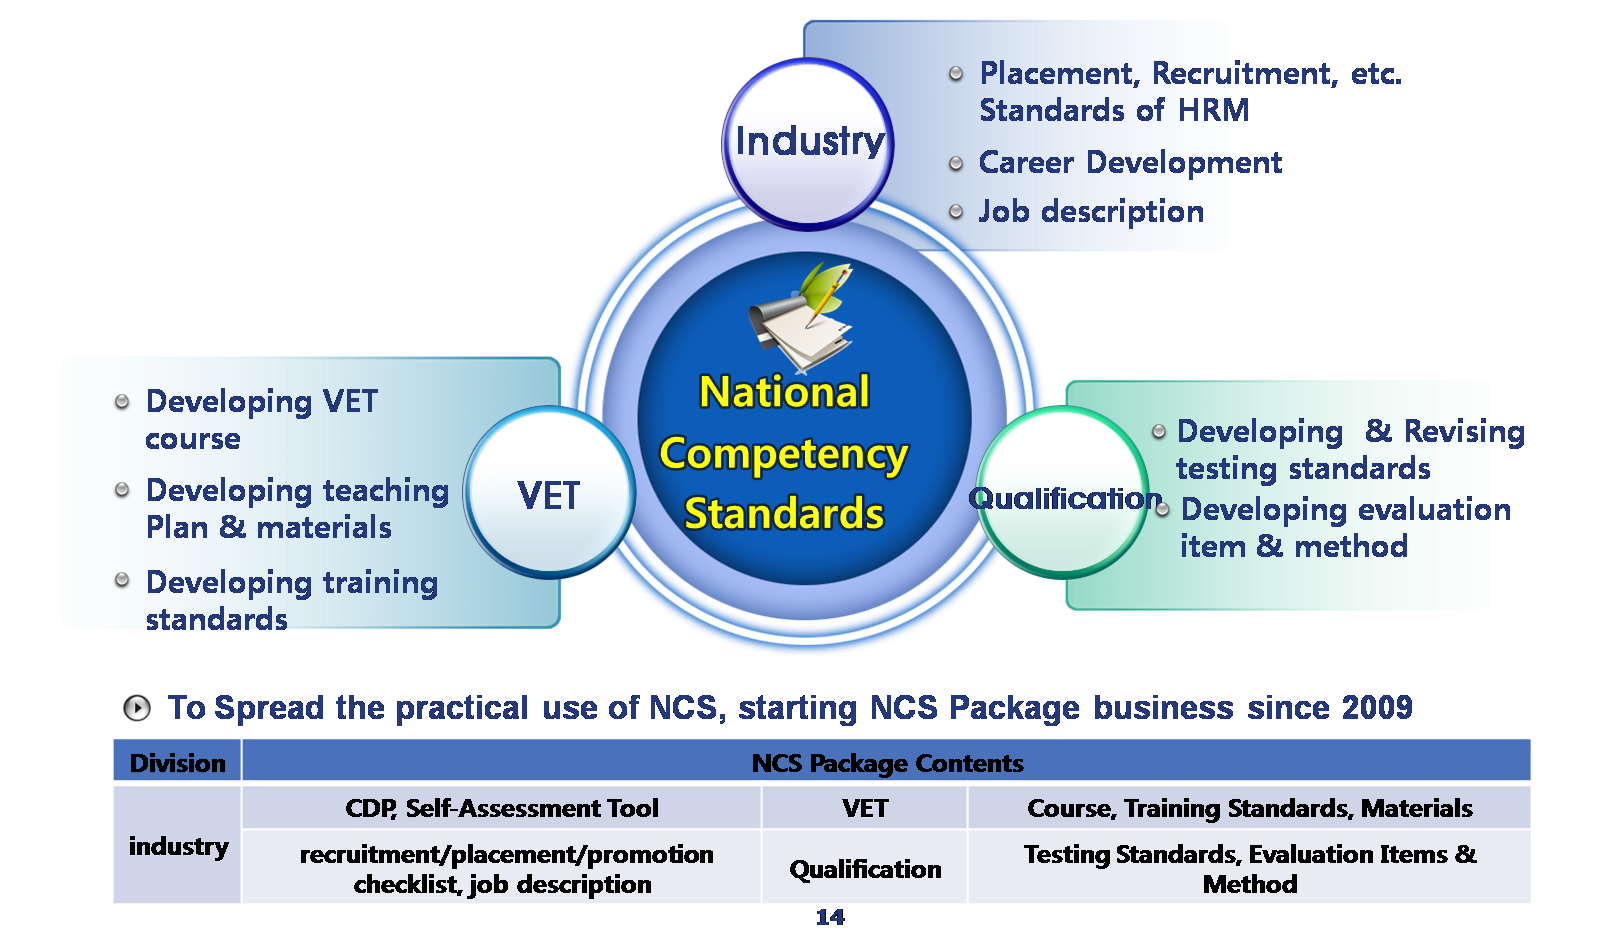 Industry
Placement, Recruitment, etc.
Standards of HRM
Career Development
Job description
National
Competency
Standards
Developing VET
course
Developing teaching
Plan & materials
Developing training
standards
VET
Qualification
Developing & Revising
testing standards
Developing evaluation
item & method
To Spread the practical use of NCS, starting NCS Package business since 2009
Division
NCS Package Contents
industry
CDP, Self-Assessment Tool
VET
Course, Training Standards, Materials
recruitment/placement/promotion
checklist, job description
Qualification
Testing Standards, Evaluation Items &
Method
14